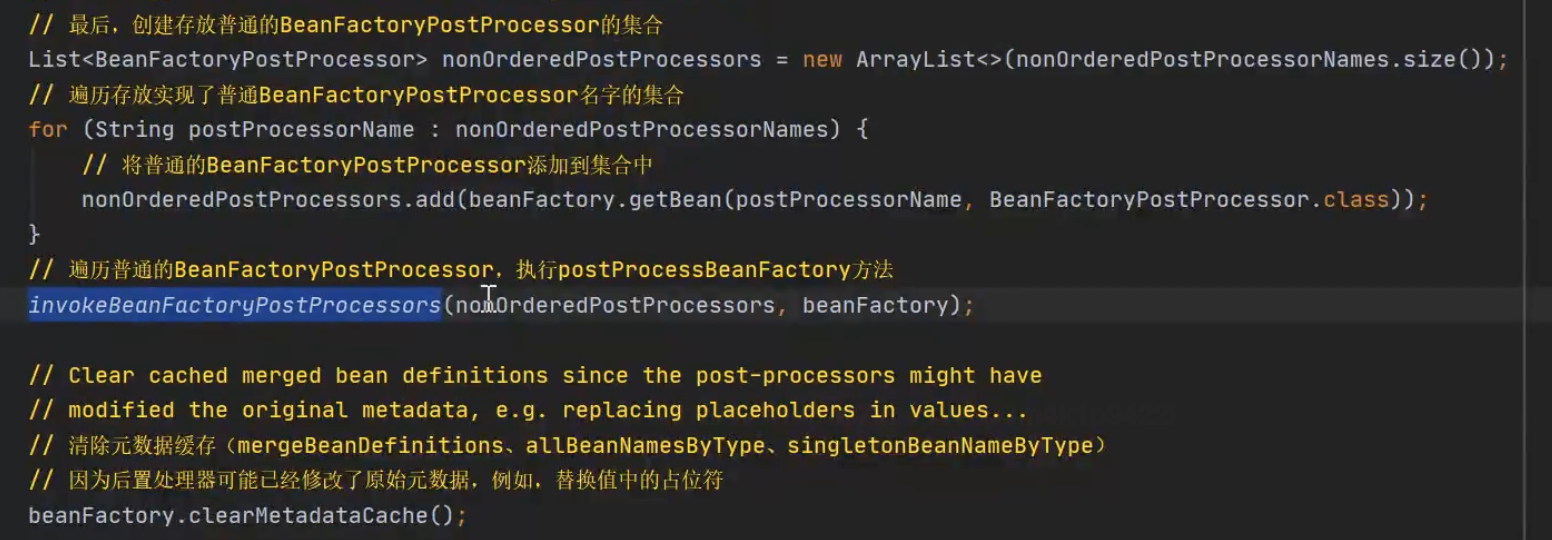 // 最后，创建存放普通的BeanFactoryPostProcessor的集合
List<BeanFactoryPostProcessor> nonOrderedPostProcessors = new ArrayList<>(nonOrderedPostProcessorNames.size());
// 遍历存放实现了普通BeanFactoryPostProcessor名字的集合
for (String postProcessorName : nonOrderedPostProcessorNames) {
// 将普通的BeanFactoryPostProcessor添加到集合中
nonOrderedPostProcessors.add(beanFactory.getBean(postProcessorName, BeanFactoryPostProcessor.class));
}
// 遍历普通的BeanFactoryPostProcessor，执行postProcessBeanFactory方法
invokeBeanFactoryPostProcessors(nonOrderedPostProcessors, beanFactory);
// Clear cached merged bean definitions since the post-processors might have
// modified the original metadata, e.g. replacing placeholders in values...
// 清除元数据缓存（mergeBeanDefinitions、allBeanNamesByType、singletonBeanNameByType）
// 因为后置处理器可能已经修改了原始元数据，例如，替换值中的占位符
beanFactory.clearMetadataCache();